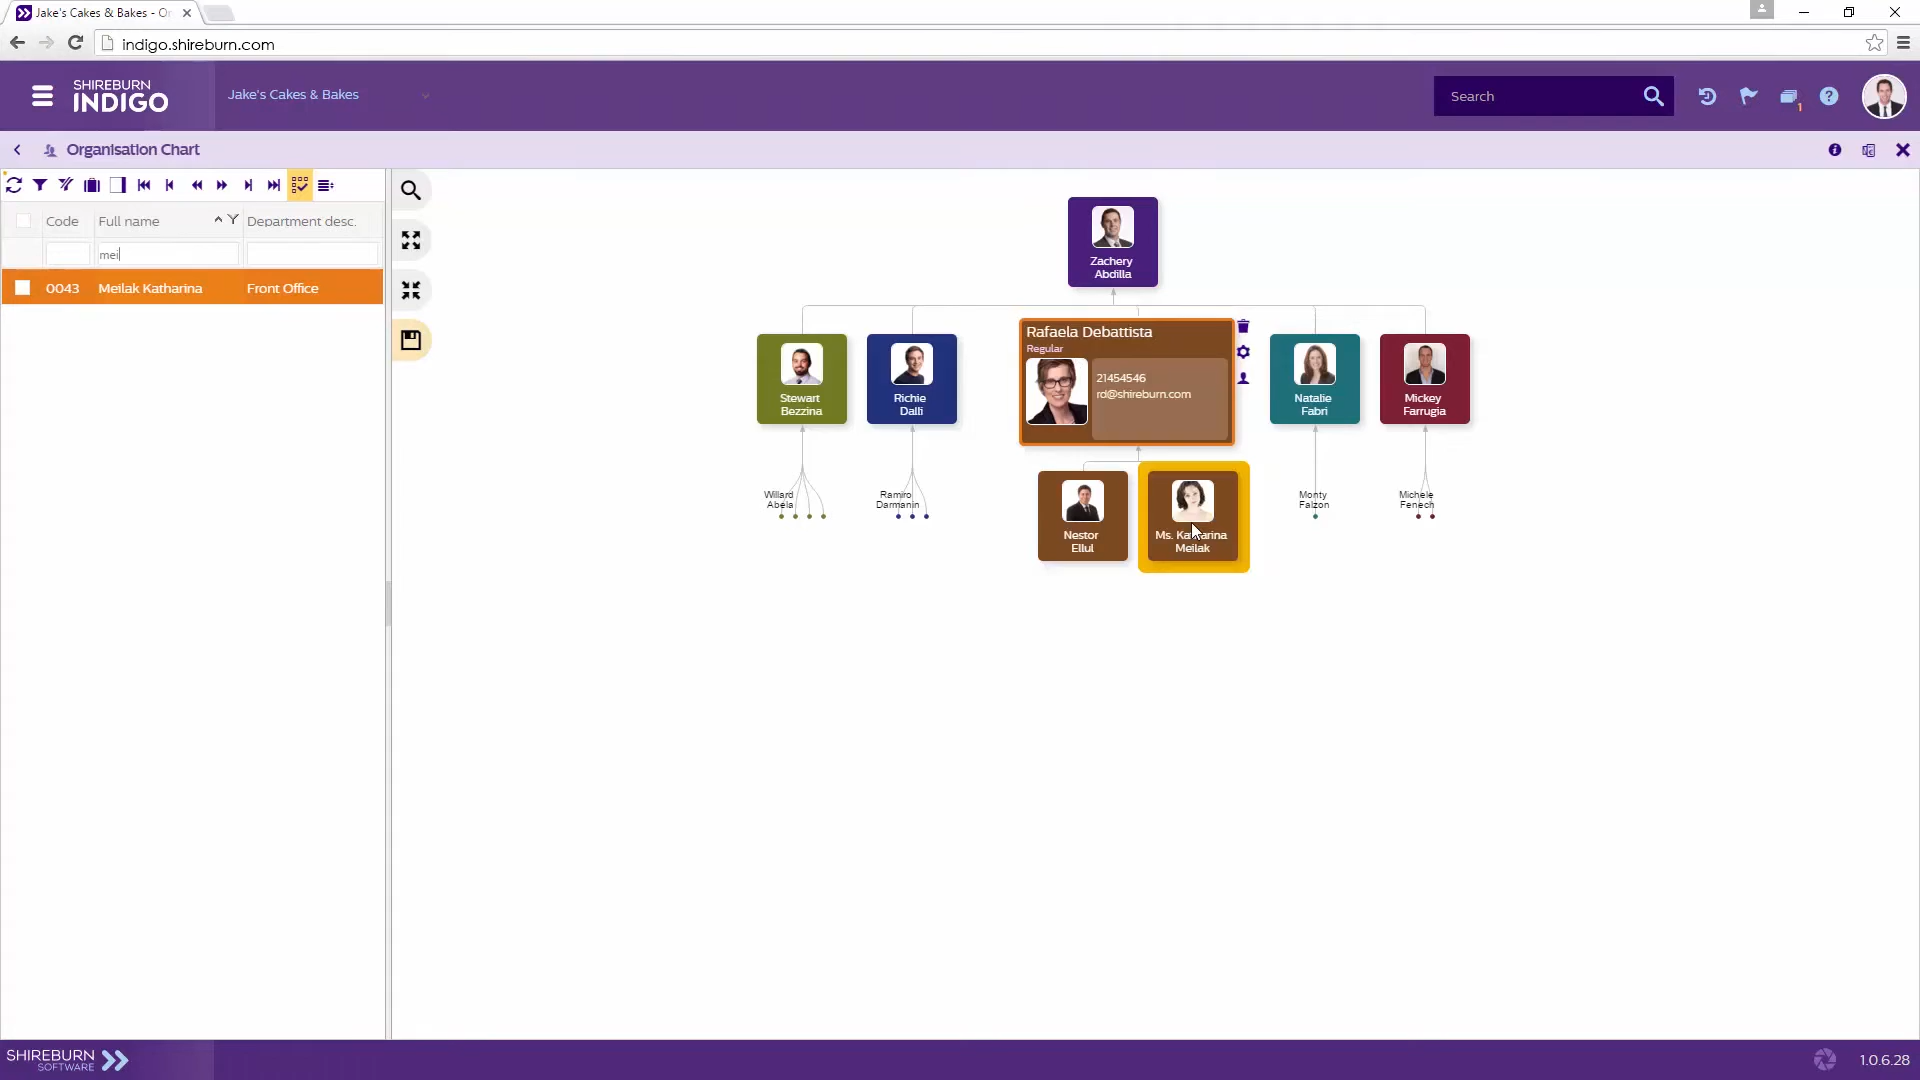 Jake's Cakes & Bakes - Or
indigo.shireburn.com
SHIREBURN
INDIGO
Jake's Cakes & Bakes
Search
1
?
Organisation Chart
Code
Full name
Department desc.
mei
0043
Meilak Katharina
Front Office
Zachery
Abdilla
Stewart
Bezzina
Richie
Dalli
Rafaela Debattista
Regular
21454546
rd@shireburn.com
Natalie
Fabri
Mickey
Farrugia
Willard
Abela
Ramiro
Darmanin
Nestor
Ellul
Ms. Katharina
Meilak
Monty
Falzon
Michele
Fenech
SHIREBURN
SOFTWARE
1.0.6.28